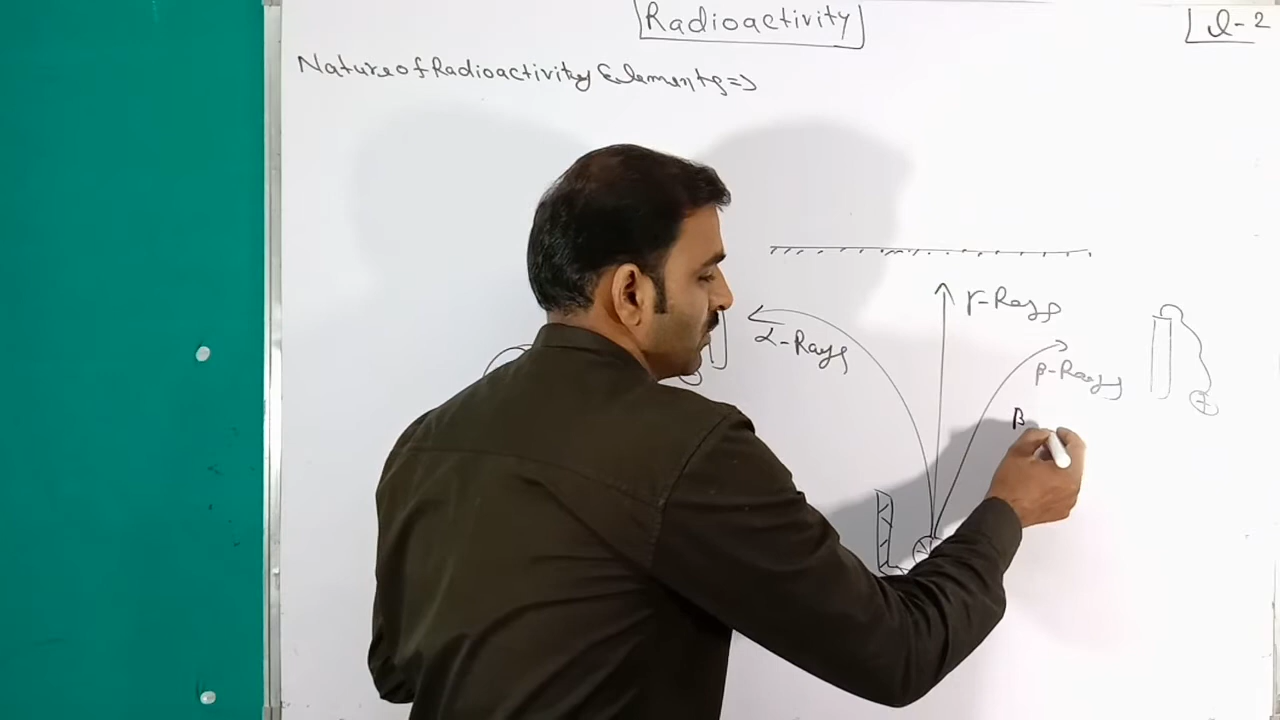 Radioactivity
L-2
Nature of Radioactivity Elements =>
γ-Rays
α-Rays
β-Rays
+
β